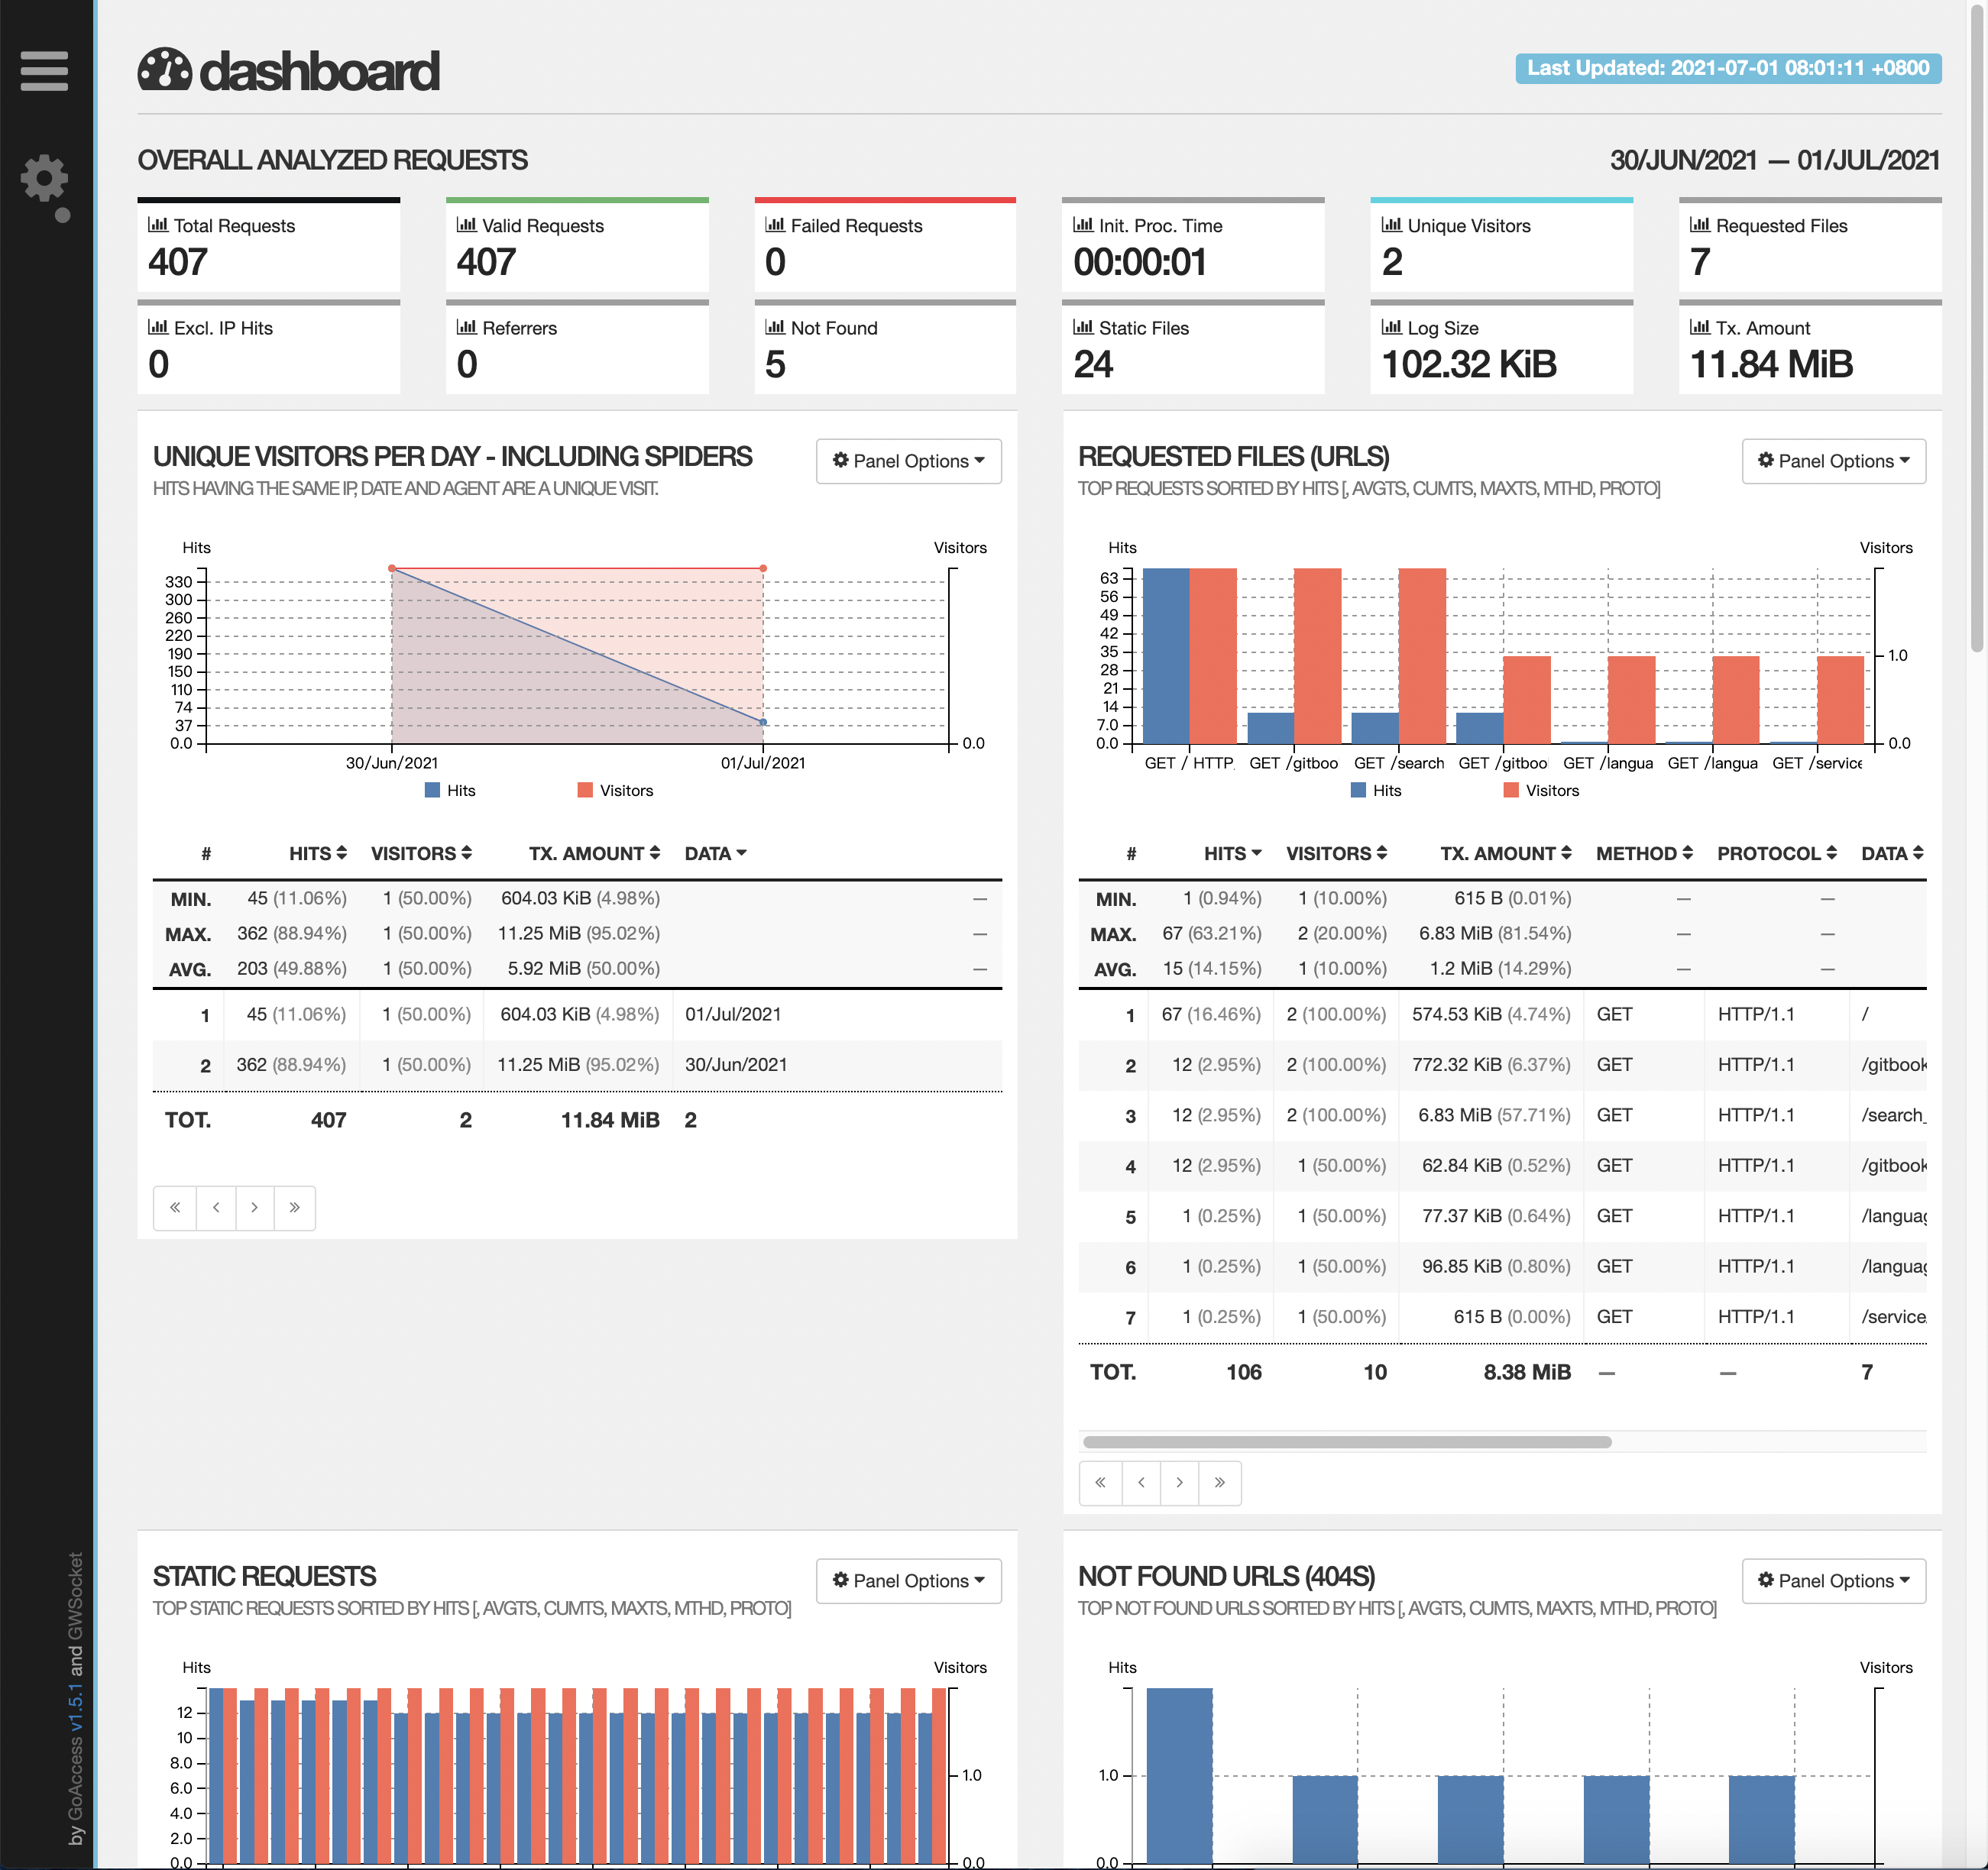 dashboard
Last Updated: 2021-07-01 08:01:11 +0800
OVERALL ANALYZED REQUESTS
30/JUN/2021 — 01/JUL/2021
Total Requests
407
Valid Requests
407
Failed Requests
0
Init. Proc. Time
00:00:01
Unique Visitors
2
Requested Files
7
Excl. IP Hits
0
Referrers
0
Not Found
5
Static Files
24
Log Size
102.32 KiB
Tx. Amount
11.84 MiB
UNIQUE VISITORS PER DAY - INCLUDING SPIDERS
Panel Options
HITS HAVING THE SAME IP, DATE AND AGENT ARE A UNIQUE VISIT.
Hits
Visitors
330
300
260
220
190
150
110
74
37
0.0
0.0
30/Jun/2021 01/Jul/2021
Hits Visitors
# HITS VISITORS TX. AMOUNT DATA
MIN. 45 (11.06%) 1 (50.00%) 604.03 KiB (4.98%) —
MAX. 362 (88.94%) 1 (50.00%) 11.25 MiB (95.02%) —
AVG. 203 (49.88%) 1 (50.00%) 5.92 MiB (50.00%) —
1 45 (11.06%) 1 (50.00%) 604.03 KiB (4.98%) 01/Jul/2021
2 362 (88.94%) 1 (50.00%) 11.25 MiB (95.02%) 30/Jun/2021
TOT. 407 2 11.84 MiB 2
« ‹ › »
REQUESTED FILES (URLS)
Panel Options
TOP REQUESTS SORTED BY HITS [, AVGTS, CUMTS, MAXTS, MTHD, PROTO]
Hits
Visitors
63
56
49
42
35
28
21
14
7.0
0.0
1.0
0.0
GET / HTTP. GET /gitboo GET /search GET /gitboo GET /langua GET /langua GET /service
Hits Visitors
# HITS VISITORS TX. AMOUNT METHOD PROTOCOL DATA
MIN. 1 (0.94%) 1 (10.00%) 615 B (0.01%) — —
MAX. 67 (63.21%) 2 (20.00%) 6.83 MiB (81.54%) — —
AVG. 15 (14.15%) 1 (10.00%) 1.2 MiB (14.29%) — —
1 67 (16.46%) 2 (100.00%) 574.53 KiB (4.74%) GET HTTP/1.1 /
2 12 (2.95%) 2 (100.00%) 772.32 KiB (6.37%) GET HTTP/1.1 /gitbook
3 12 (2.95%) 2 (100.00%) 6.83 MiB (57.71%) GET HTTP/1.1 /search_
4 12 (2.95%) 1 (50.00%) 62.84 KiB (0.52%) GET HTTP/1.1 /gitbook
5 1 (0.25%) 1 (50.00%) 77.37 KiB (0.64%) GET HTTP/1.1 /languag
6 1 (0.25%) 1 (50.00%) 96.85 KiB (0.80%) GET HTTP/1.1 /languag
7 1 (0.25%) 1 (50.00%) 615 B (0.00%) GET HTTP/1.1 /service
TOT. 106 10 8.38 MiB — — 7
« ‹ › »
STATIC REQUESTS
Panel Options
TOP STATIC REQUESTS SORTED BY HITS [, AVGTS, CUMTS, MAXTS, MTHD, PROTO]
Hits
Visitors
12
10
8.0
6.0
4.0
2.0
0.0
1.0
0.0
NOT FOUND URLS (404S)
Panel Options
TOP NOT FOUND URLS SORTED BY HITS [, AVGTS, CUMTS, MAXTS, MTHD, PROTO]
Hits
Visitors
1.0
0.0
by GoAccess v1.5.1 and GWSocket